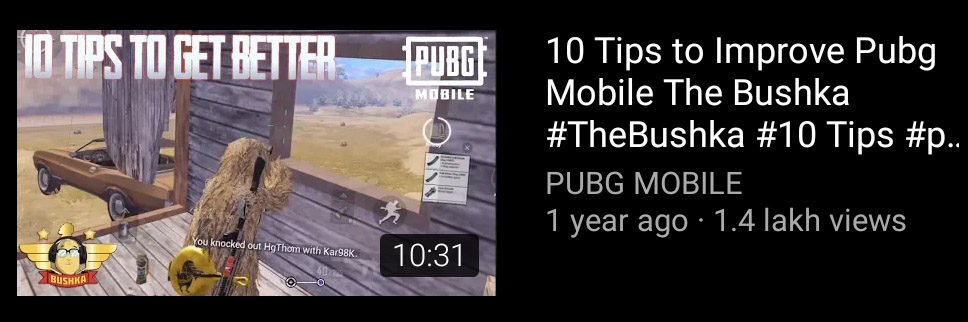 10 TIPS TO GET BETTER
PUBG
MOBILE
You knocked out HgThom with Kar98K.
BUSHKA
10:31
10 Tips to Improve Pubg
Mobile The Bushka
#TheBushka #10 Tips #p..
PUBG MOBILE
1 year ago · 1.4 lakh views